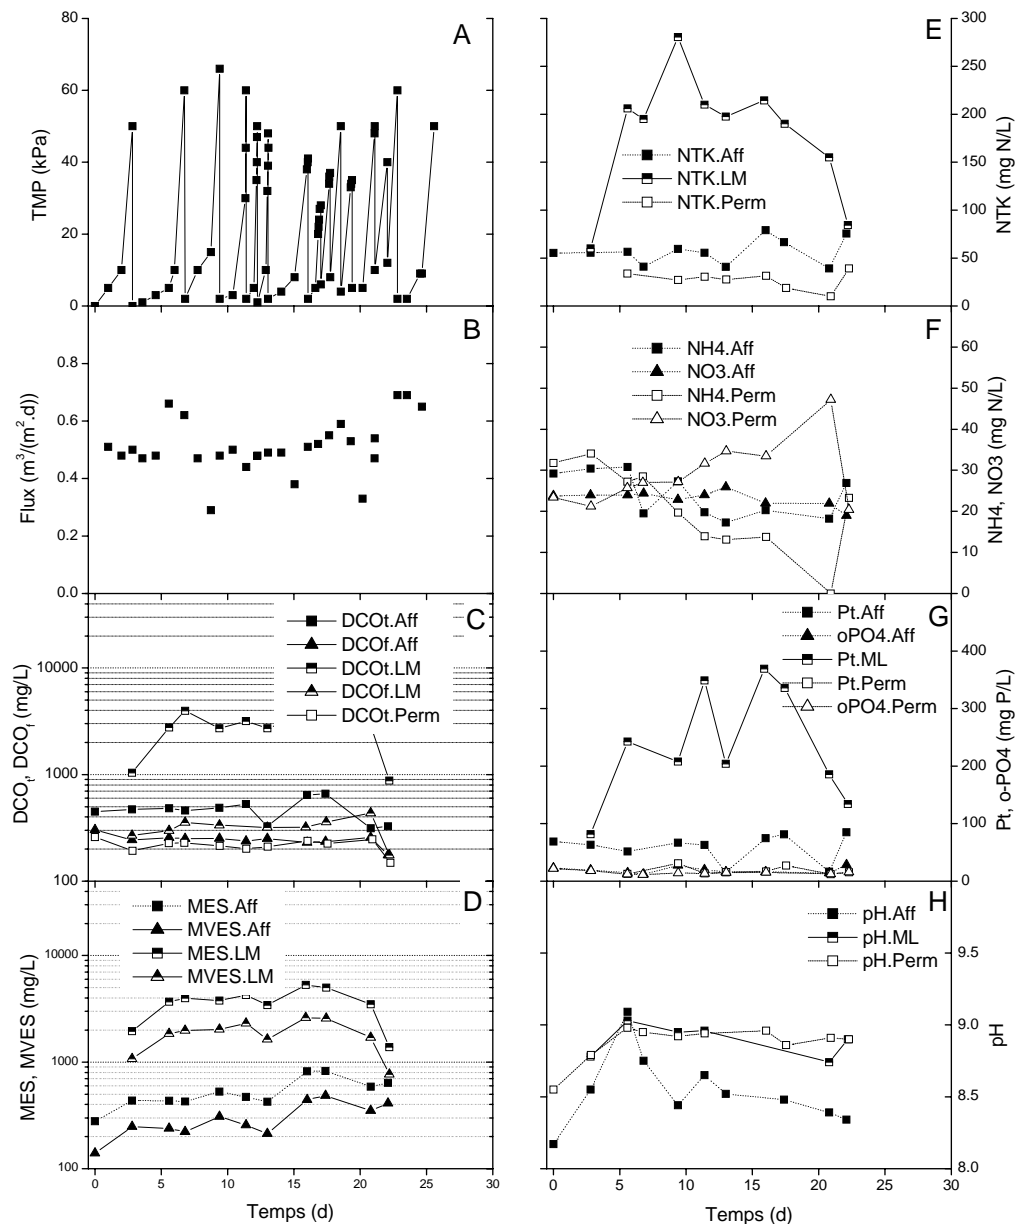 A
80
60
40
20
0
TMP (kPa)
B
0.8
0.6
0.4
0.2
0.0
Flux (m³/(m².d))
C
DCOt.Aff
DCOf.Aff
DCOt.LM
DCOf.LM
DCOt.Perm
10000
1000
100
DCOt, DCOf (mg/L)
D
MES.Aff
MVES.Aff
MES.LM
MVES.LM
10000
1000
100
MES, MVES (mg/L)
0 5 10 15 20 25 30
Temps (d)
E
NTK.Aff
NTK.LM
NTK.Perm
300
250
200
150
100
50
0
NTK (mg N/L)
F
NH4.Aff
NO3.Aff
NH4.Perm
NO3.Perm
60
50
40
30
20
10
0
NH4, NO3 (mg N/L)
G
Pt.Aff
oPO4.Aff
Pt.ML
Pt.Perm
oPO4.Perm
400
300
200
100
0
Pt, o-PO4 (mg P/L)
H
pH.Aff
pH.ML
pH.Perm
9.5
9.0
8.5
8.0
pH
0 5 10 15 20 25 30
Temps (d)